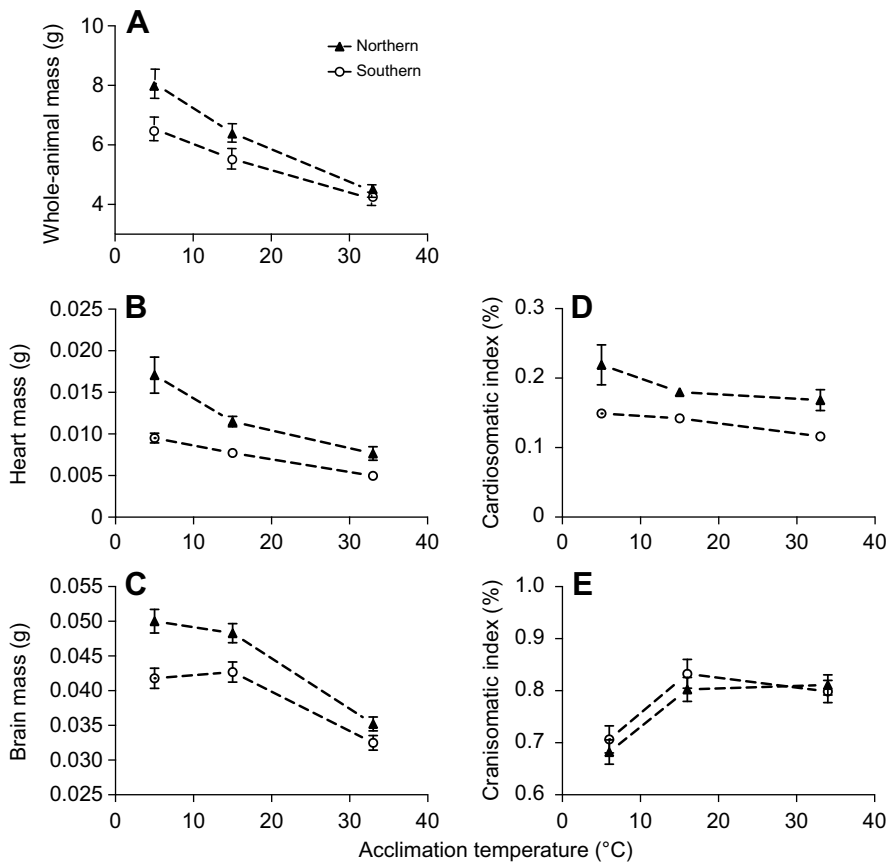 A
Whole-animal mass (g)
10
8
6
4
0 10 20 30 40
Northern
Southern
B
Heart mass (g)
0.025
0.020
0.015
0.010
0.005
0
0 10 20 30 40
D
Cardiosomatic index (%)
0.3
0.2
0.1
0
0 10 20 30 40
C
Brain mass (g)
0.055
0.050
0.045
0.040
0.035
0.030
0.025
0 10 20 30 40
E
Cranisomatic index (%)
1.0
0.9
0.8
0.7
0.6
0 10 20 30 40
Acclimation temperature (°C)